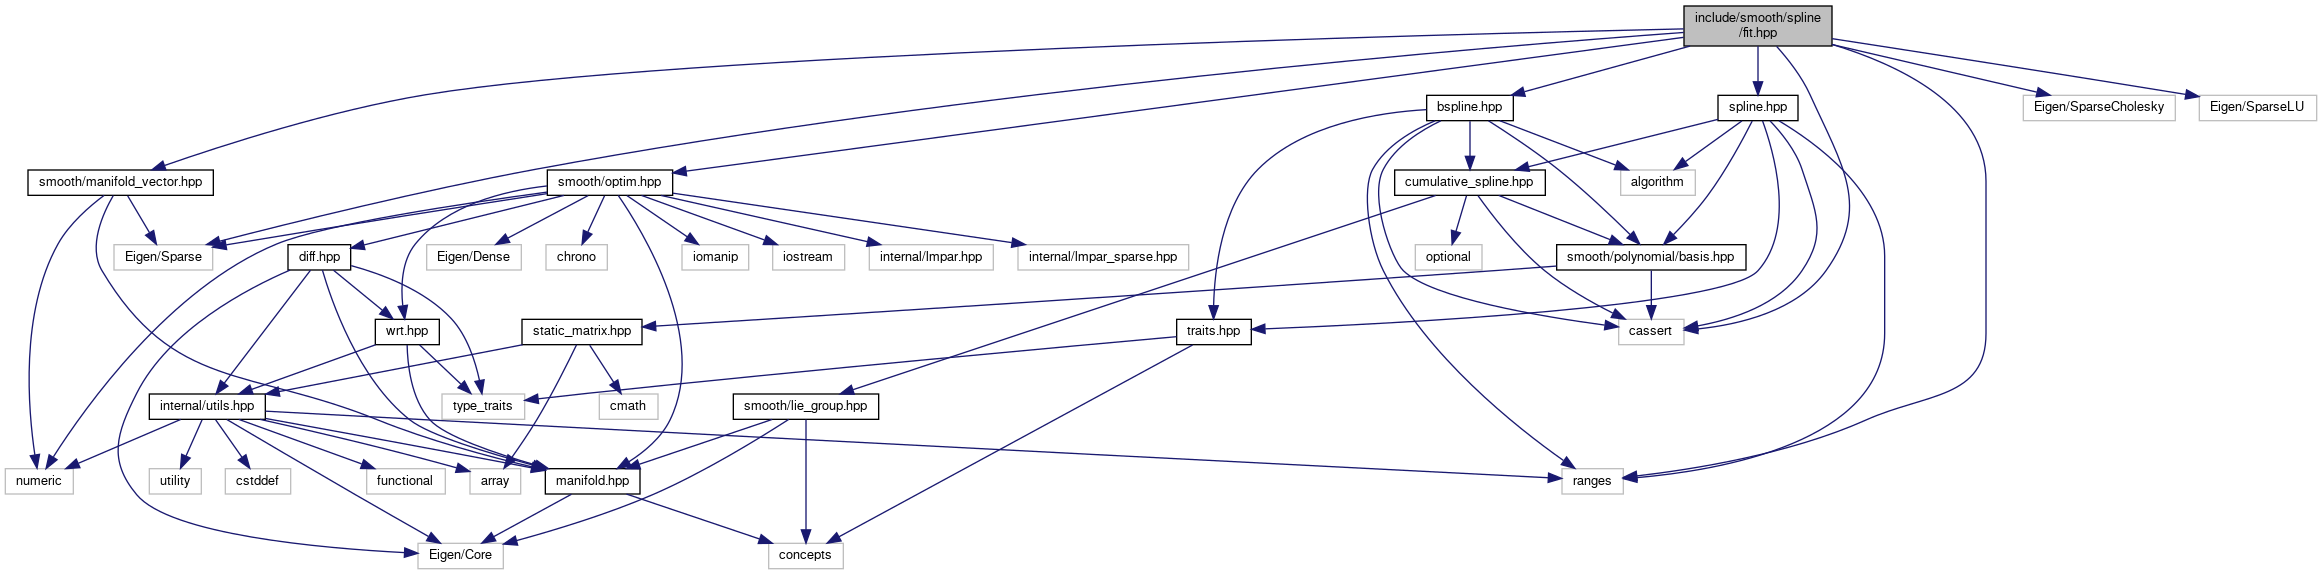 include/smooth/spline
/fit.hpp
bspline.hpp
spline.hpp
Eigen/SparseCholesky
Eigen/SparseLU
smooth/manifold_vector.hpp
smooth/optim.hpp
cumulative_spline.hpp
algorithm
Eigen/Sparse
diff.hpp
Eigen/Dense
chrono
iomanip
iostream
internal/lmpar.hpp
internal/lmpar_sparse.hpp
optional
smooth/polynomial/basis.hpp
wrt.hpp
static_matrix.hpp
traits.hpp
cassert
internal/utils.hpp
type_traits
cmath
smooth/lie_group.hpp
numeric
utility
cstddef
functional
array
manifold.hpp
ranges
Eigen/Core
concepts